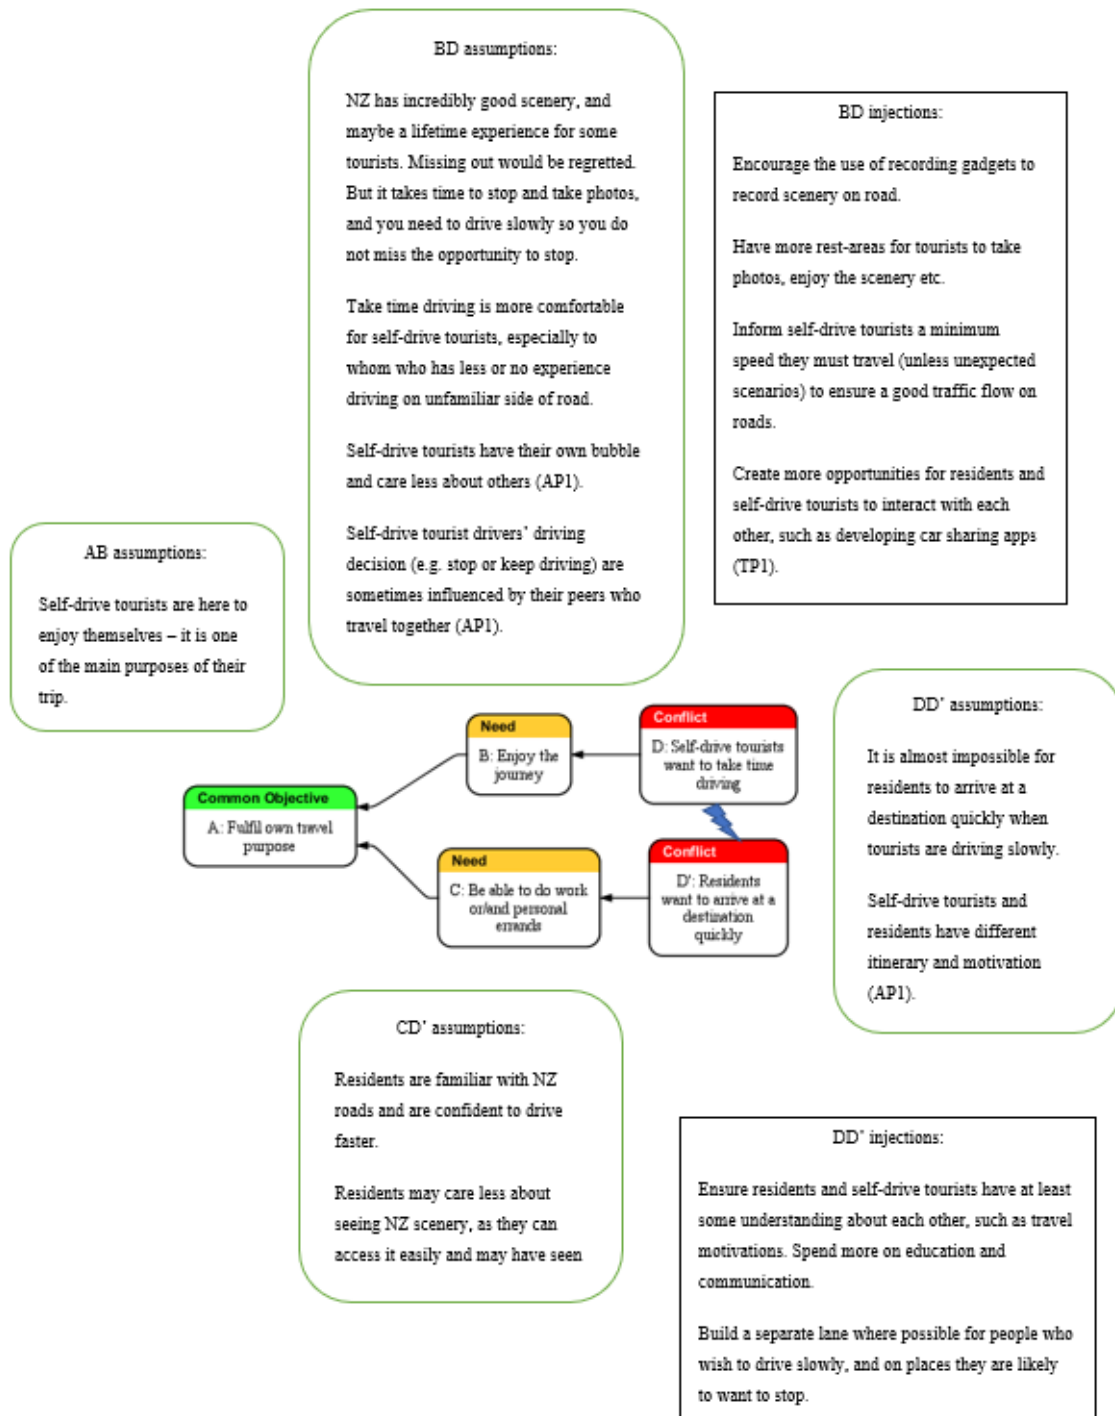 BD assumptions:
NZ has incredibly good scenery, and
maybe a lifetime experience for some
tourists. Missing out would be regretted.
But it takes time to stop and take photos,
and you need to drive slowly so you do
not miss the opportunity to stop.
Take time driving is more comfortable
for self-drive tourists, especially to
whom who has less or no experience
driving on unfamiliar side of road.
Self-drive tourists have their own bubble
and care less about others (AP1).
Self-drive tourist drivers’ driving
decision (e.g. stop or keep driving) are
sometimes influenced by their peers who
travel together (AP1).
BD injections:
Encourage the use of recording gadgets to
record scenery on road.
Have more rest-areas for tourists to take
photos, enjoy the scenery etc.
Inform self-drive tourists a minimum
speed they must travel (unless unexpected
scenarios) to ensure a good traffic flow on
roads.
Create more opportunities for residents and
self-drive tourists to interact with each
other, such as developing car sharing apps
(TP1).
AB assumptions:
Self-drive tourists are here to
enjoy themselves – it is one
of the main purposes of their
trip.
Common Objective
A: Fulfil own travel
purpose
Need
B: Enjoy the
journey
Conflict
D: Self-drive tourists
want to take time
driving
Need
C: Be able to do work
or/and personal
errands
Conflict
D': Residents
want to arrive at a
destination quickly
DD’ assumptions:
It is almost impossible for
residents to arrive at a
destination quickly when
tourists are driving slowly.
Self-drive tourists and
residents have different
itinerary and motivation
(AP1).
CD’ assumptions:
Residents are familiar with NZ
roads and are confident to drive
faster.
Residents may care less about
seeing NZ scenery, as they can
access it easily and may have seen
DD’ injections:
Ensure residents and self-drive tourists have at least
some understanding about each other, such as travel
motivations. Spend more on education and
communication.
Build a separate lane where possible for people who
wish to drive slowly, and on places they are likely
to want to stop.